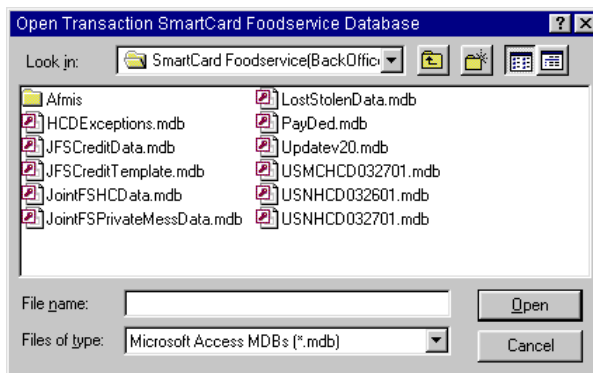 Open Transaction SmartCard Foodservice Database
Look in: SmartCard Foodservice(BackOffic
Afmis
HCDExceptions.mdb
JFSCreditData.mdb
JFSCreditTemplate.mdb
JointFSHCData.mdb
JointFSPrivateMessData.mdb
LostStolenData.mdb
PayDed.mdb
Updatev20.mdb
USMCHCD032701.mdb
USNHCD032601.mdb
USNHCD032701.mdb
File name:
Open
Files of type: Microsoft Access MDBs (*.mdb)
Cancel